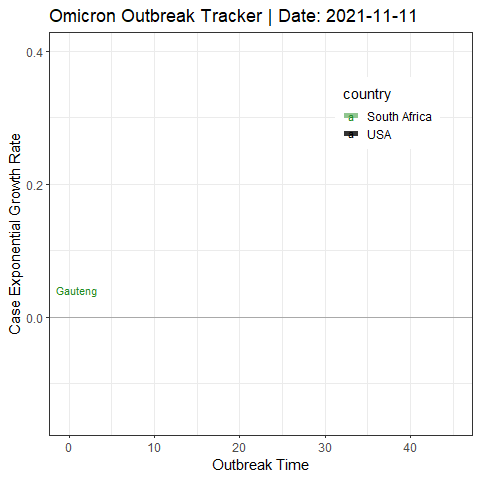 Omicron Outbreak Tracker | Date: 2021-11-11
Case Exponential Growth Rate
0.4
0.2
0.0
country
a South Africa
a USA
Gauteng
0 10 20 30 40
Outbreak Time